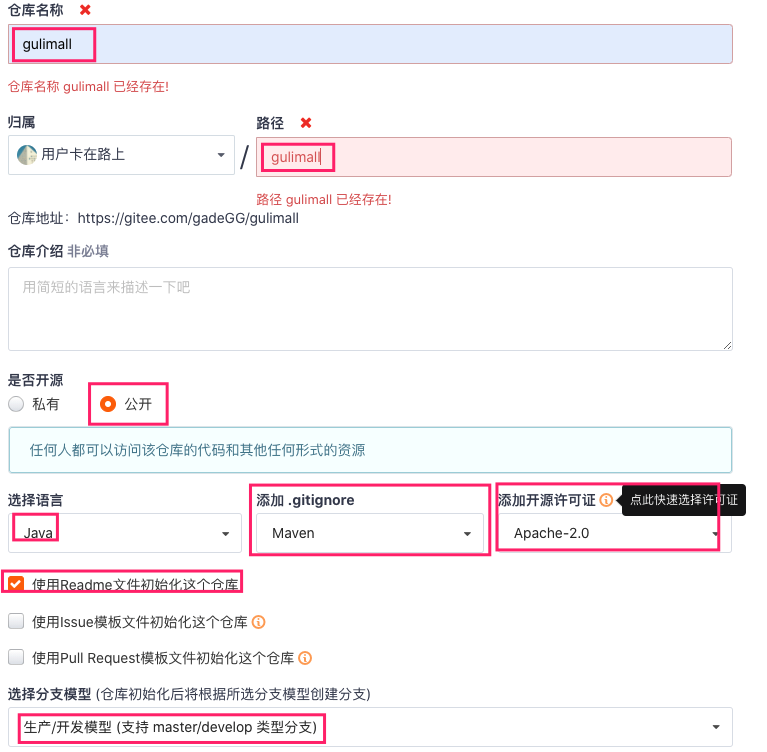 仓库名称 ✖
gulimall
仓库名称 gulimall 已经存在!
归属 路径 ✖
用户卡在路上 / gulimall
路径 gulimall 已经存在!
仓库地址：https://gitee.com/gadeGG/gulimall
仓库介绍 非必填
用简短的语言来描述一下吧
是否开源
私有 公开
任何人都可以访问该仓库的代码和其他任何形式的资源
选择语言 添加 .gitignore 添加开源许可证 点此快速选择许可证
Java Maven Apache-2.0
使用Readme文件初始化这个仓库
使用Issue模板文件初始化这个仓库
使用Pull Request模板文件初始化这个仓库
选择分支模型 (仓库初始化后将根据所选分支模型创建分支)
生产/开发模型 (支持 master/develop 类型分支)